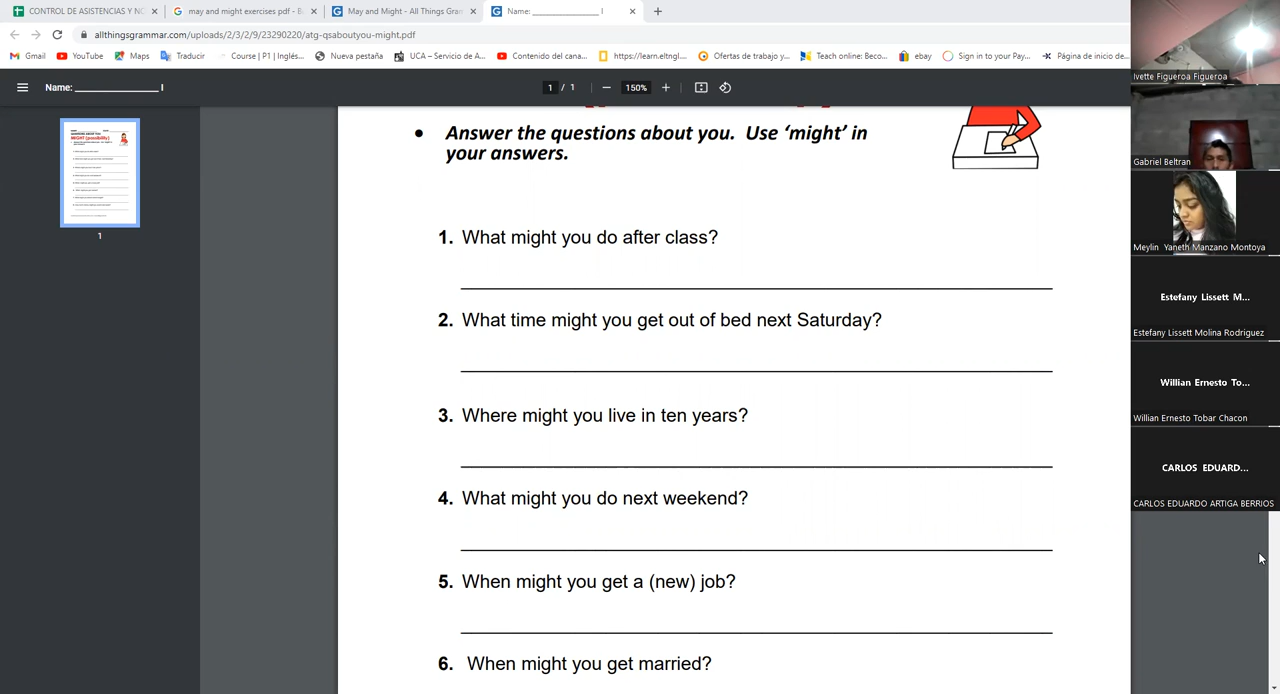 CONTROL DE ASISTENCIAS Y NO
may and might exercises pdf - Bu
May and Might - All Things Gran
Name: ________________ I
allthingsgrammar.com/uploads/2/3/2/9/23290220/atg-qsaboutyou-might.pdf
Gmail
YouTube
Maps
Traducir
Course | P1 | Inglés...
Nueva pestaña
UCA – Servicio de A...
Contenido del cana...
https://learn.eltngl...
Ofertas de trabajo y...
Teach online: Beco...
ebay
Sign in to your Pay...
Página de inicio de...
Name: ________________ I
1 / 1
150%
1
• Answer the questions about you. Use ‘might’ in
your answers.
1. What might you do after class?
2. What time might you get out of bed next Saturday?
3. Where might you live in ten years?
4. What might you do next weekend?
5. When might you get a (new) job?
6. When might you get married?
Ivette Figueroa Figueroa
Gabriel Beltran
Meylin Yaneth Manzano Montoya
Estefany Lissett M...
Estefany Lissett Molina Rodriguez
Willian Ernesto To...
Willian Ernesto Tobar Chacon
CARLOS EDUARD...
CARLOS EDUARDO ARTIGA BERRIOS